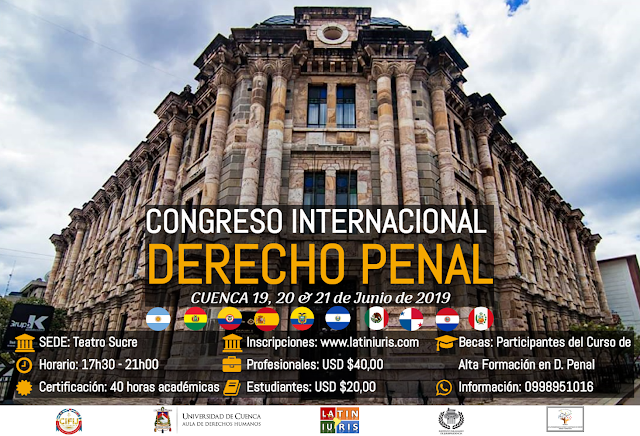 CONGRESO INTERNACIONAL
DERECHO PENAL
CUENCA 19, 20 & 21 de Junio de 2019
SEDE: Teatro Sucre
Horario: 17h30 - 21h00
Certificación: 40 horas académicas
Inscripciones: www.latiniuris.com
Profesionales: USD $40,00
Estudiantes: USD $20,00
Becas: Participantes del Curso de
Alta Formación en D. Penal
Información: 0998951016
UNIVERSIDAD DE CUENCA
AULA DE DERECHOS HUMANOS
LATIN
IURIS